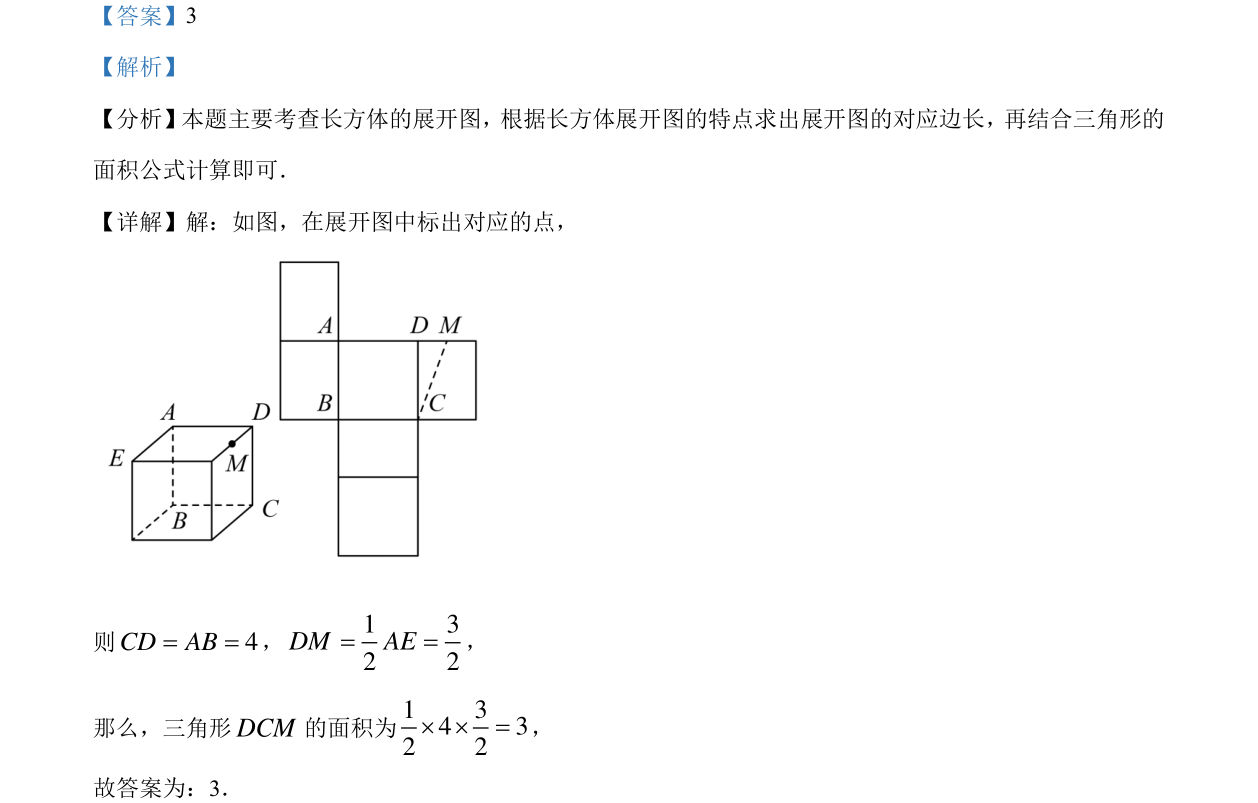 【答案】3
【解析】
【分析】本题主要考查长方体的展开图，根据长方体展开图的特点求出展开图的对应边长，再结合三角形的
面积公式计算即可．
【详解】解：如图，在展开图中标出对应的点，
A D M
B C
A D
E M
B C
则CD = AB = 4，DM = 1/2 AE = 3/2，
那么，三角形DCM 的面积为 1/2 × 4 × 3/2 = 3，
故答案为：3．